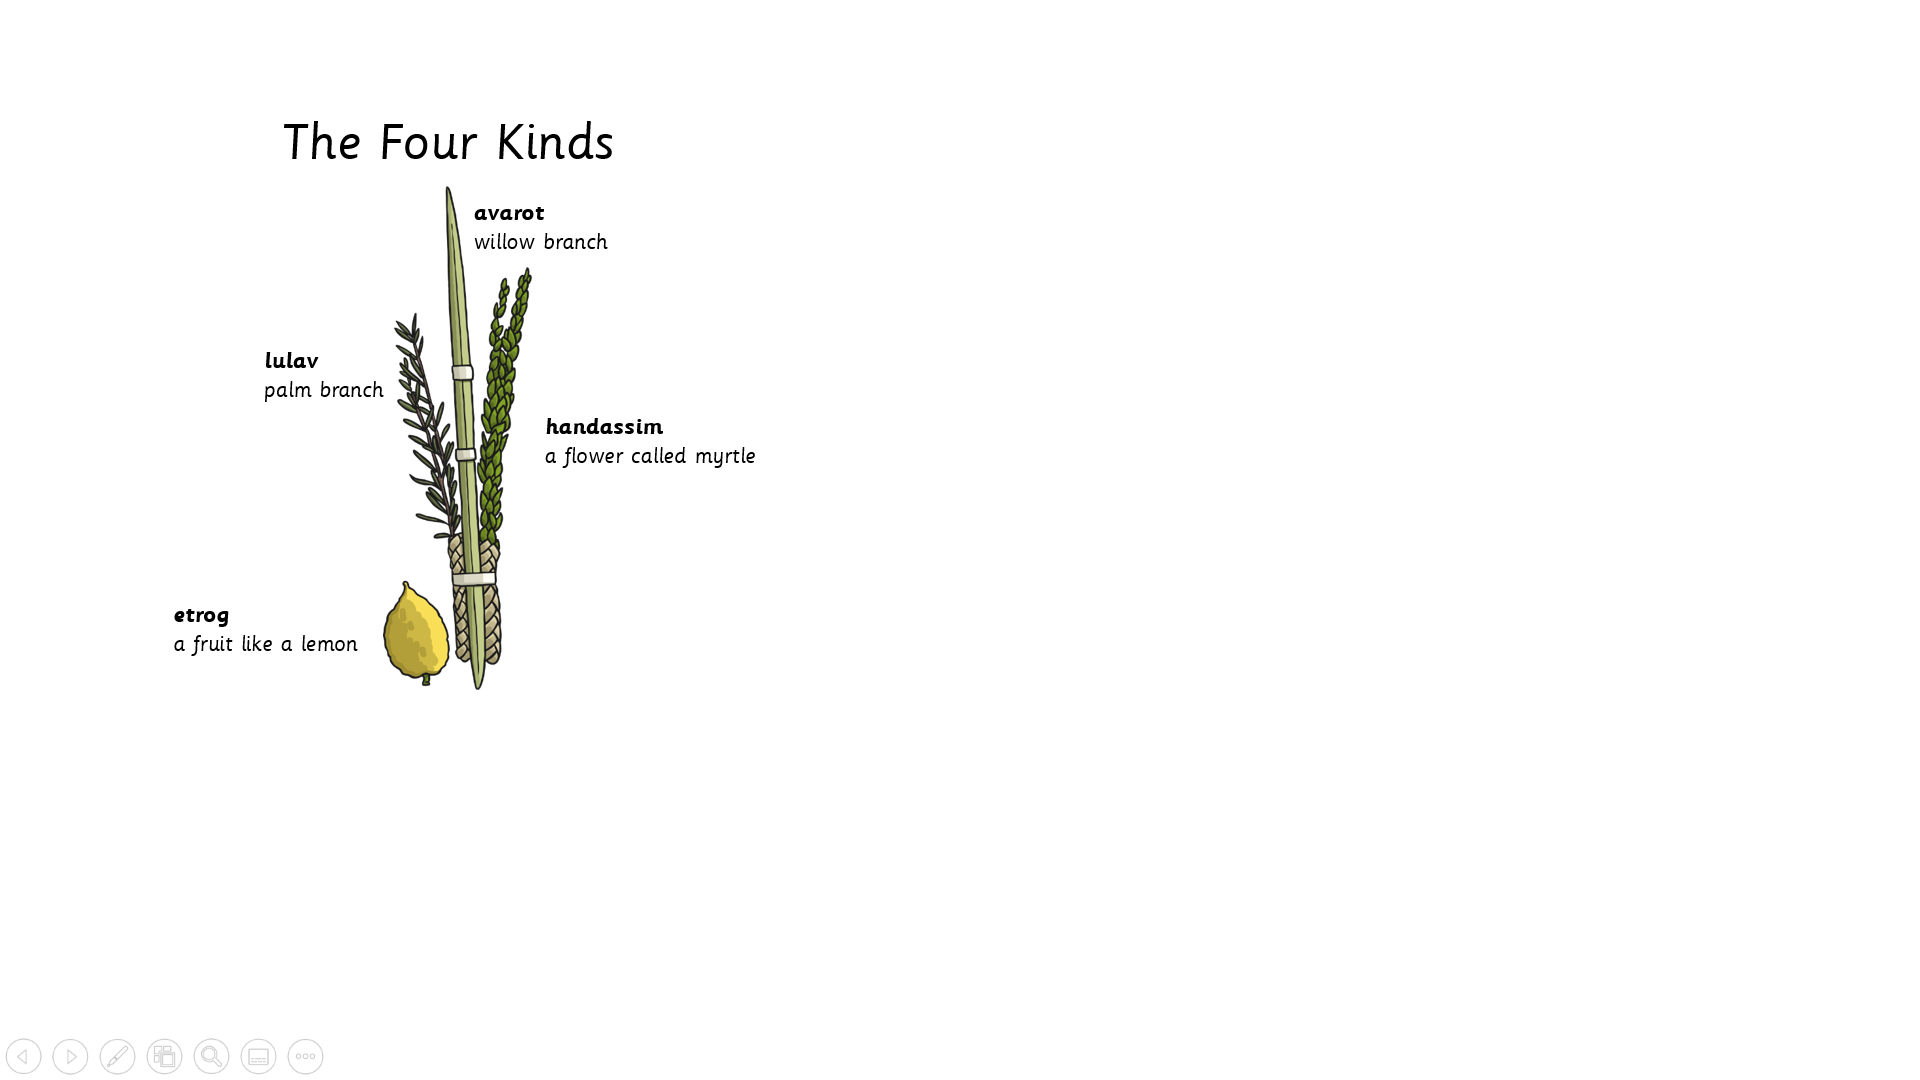 The Four Kinds
avarot
willow branch
lulav
palm branch
handassim
a flower called myrtle
etrog
a fruit like a lemon